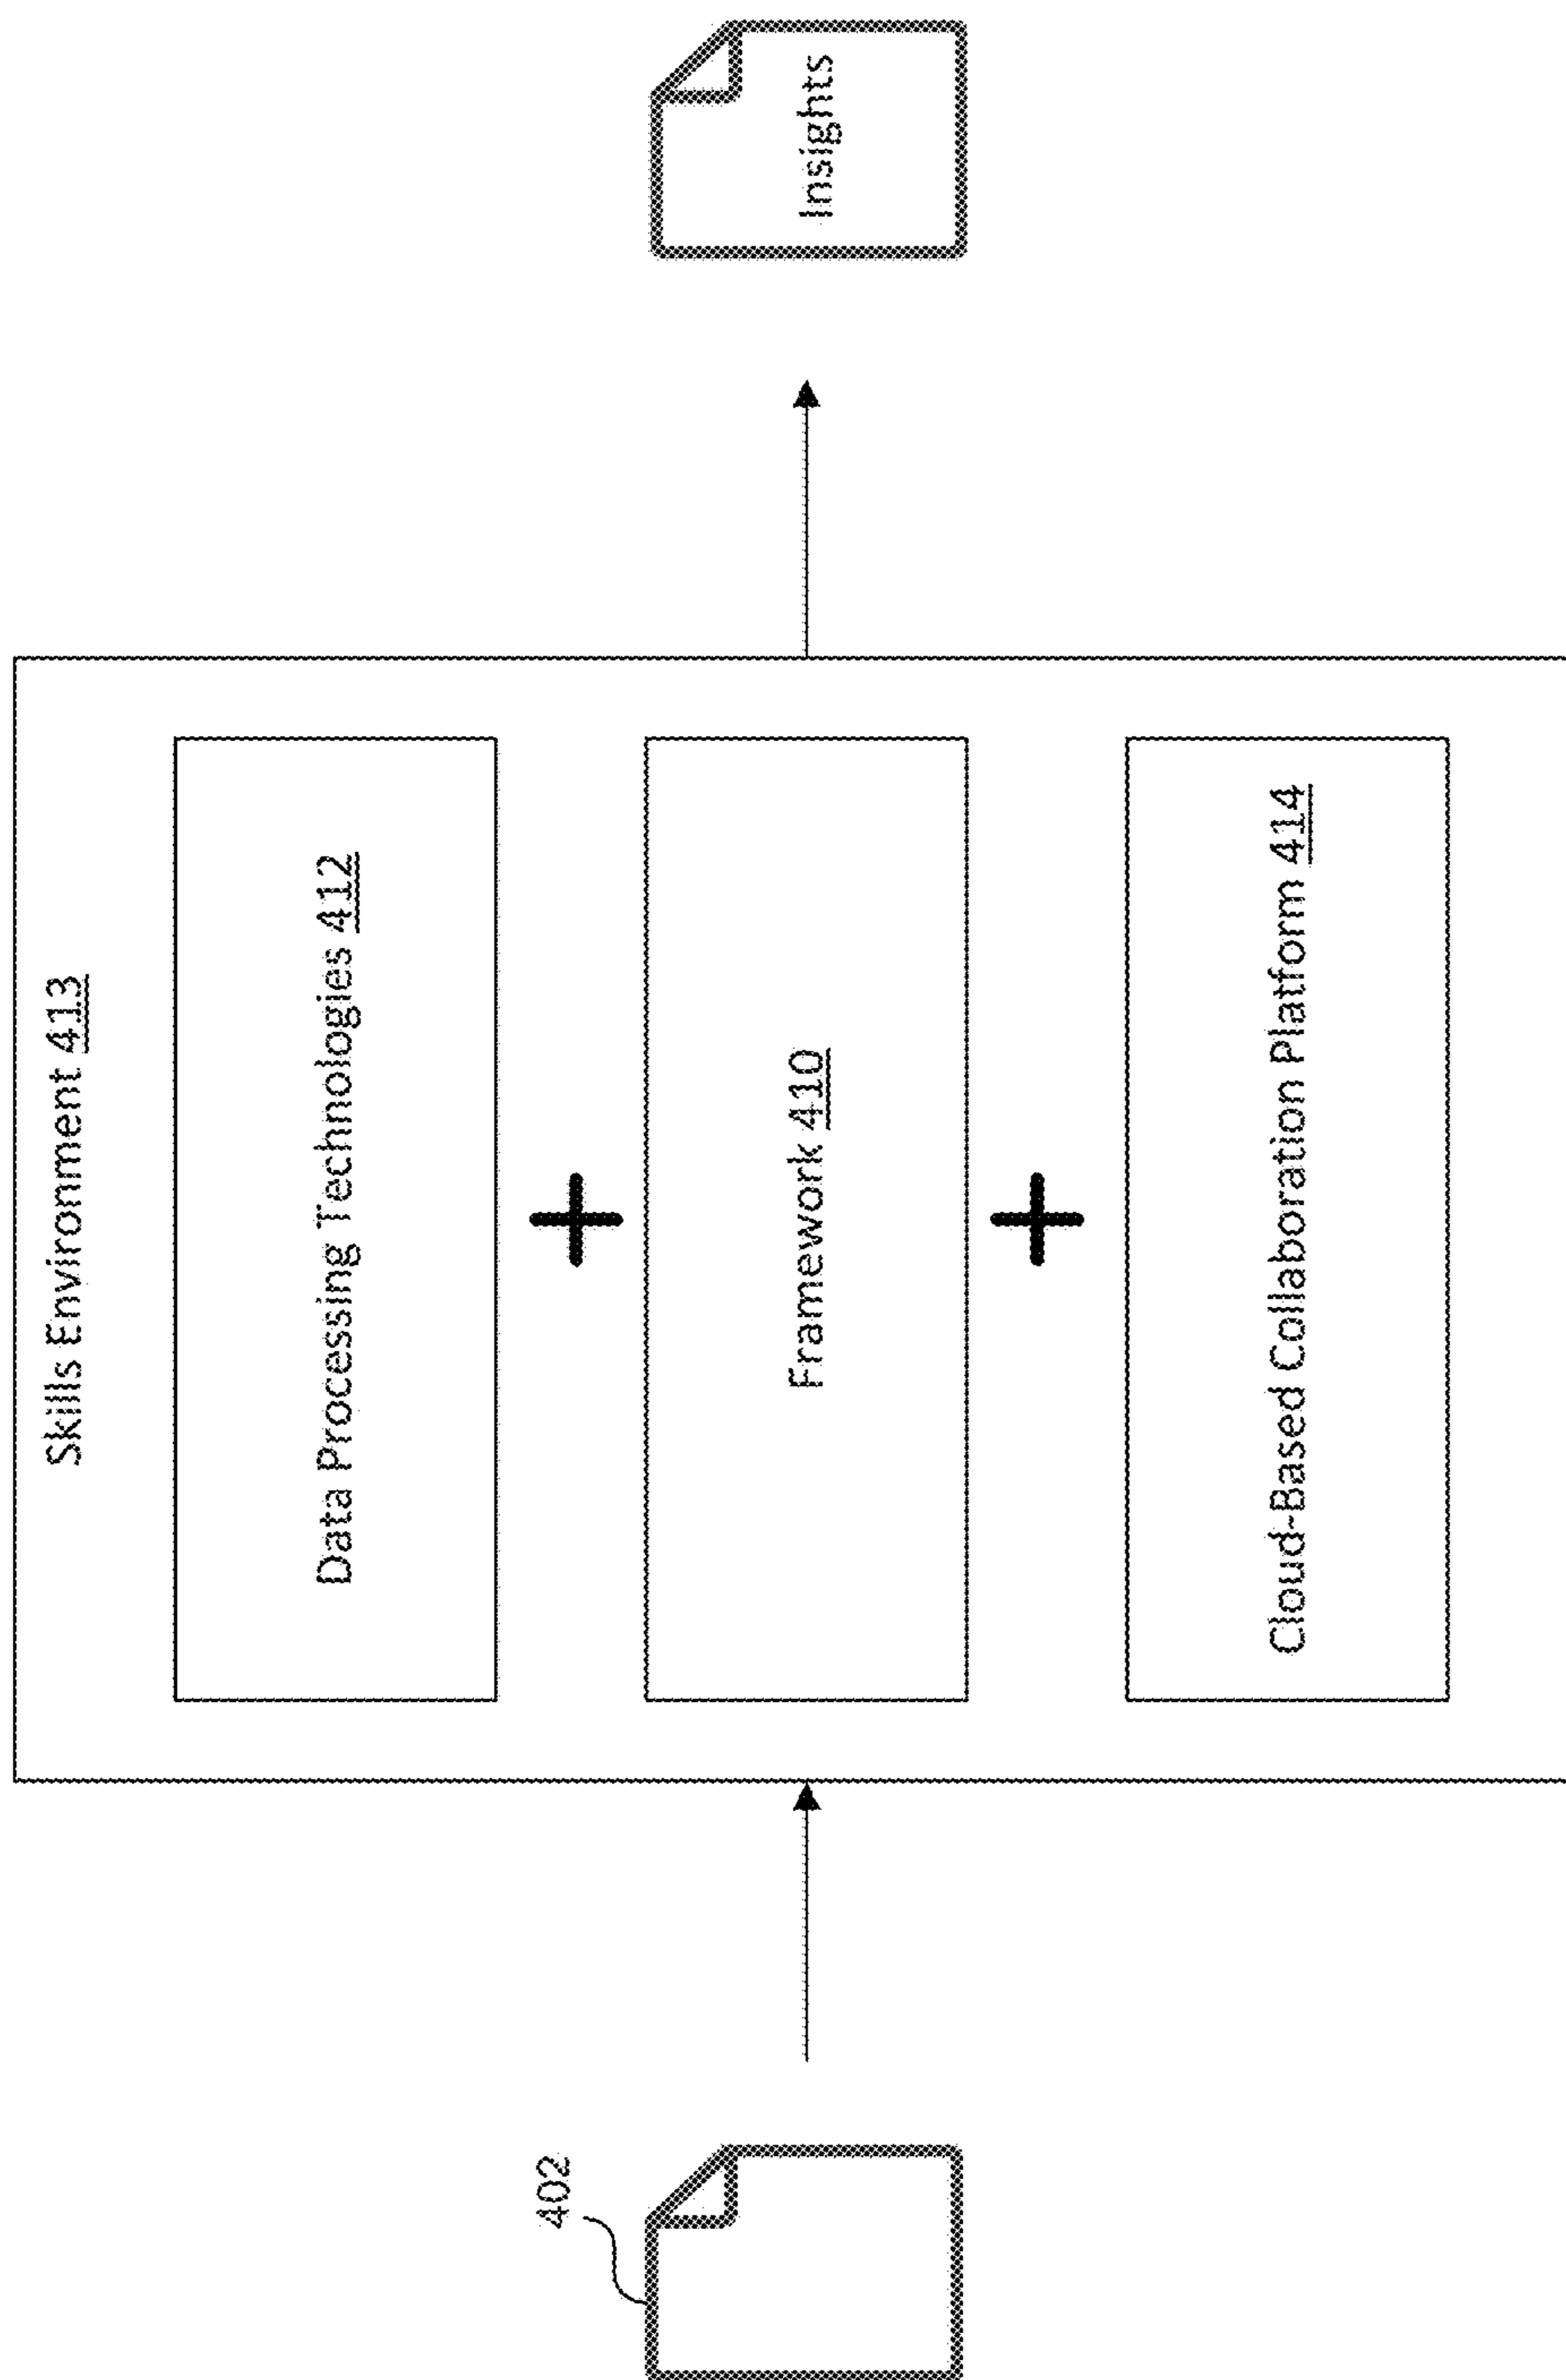 402
Skills Environment 413
Data Processing Technologies 412
Framework 410
Cloud-Based Collaboration Platform 414
Insights